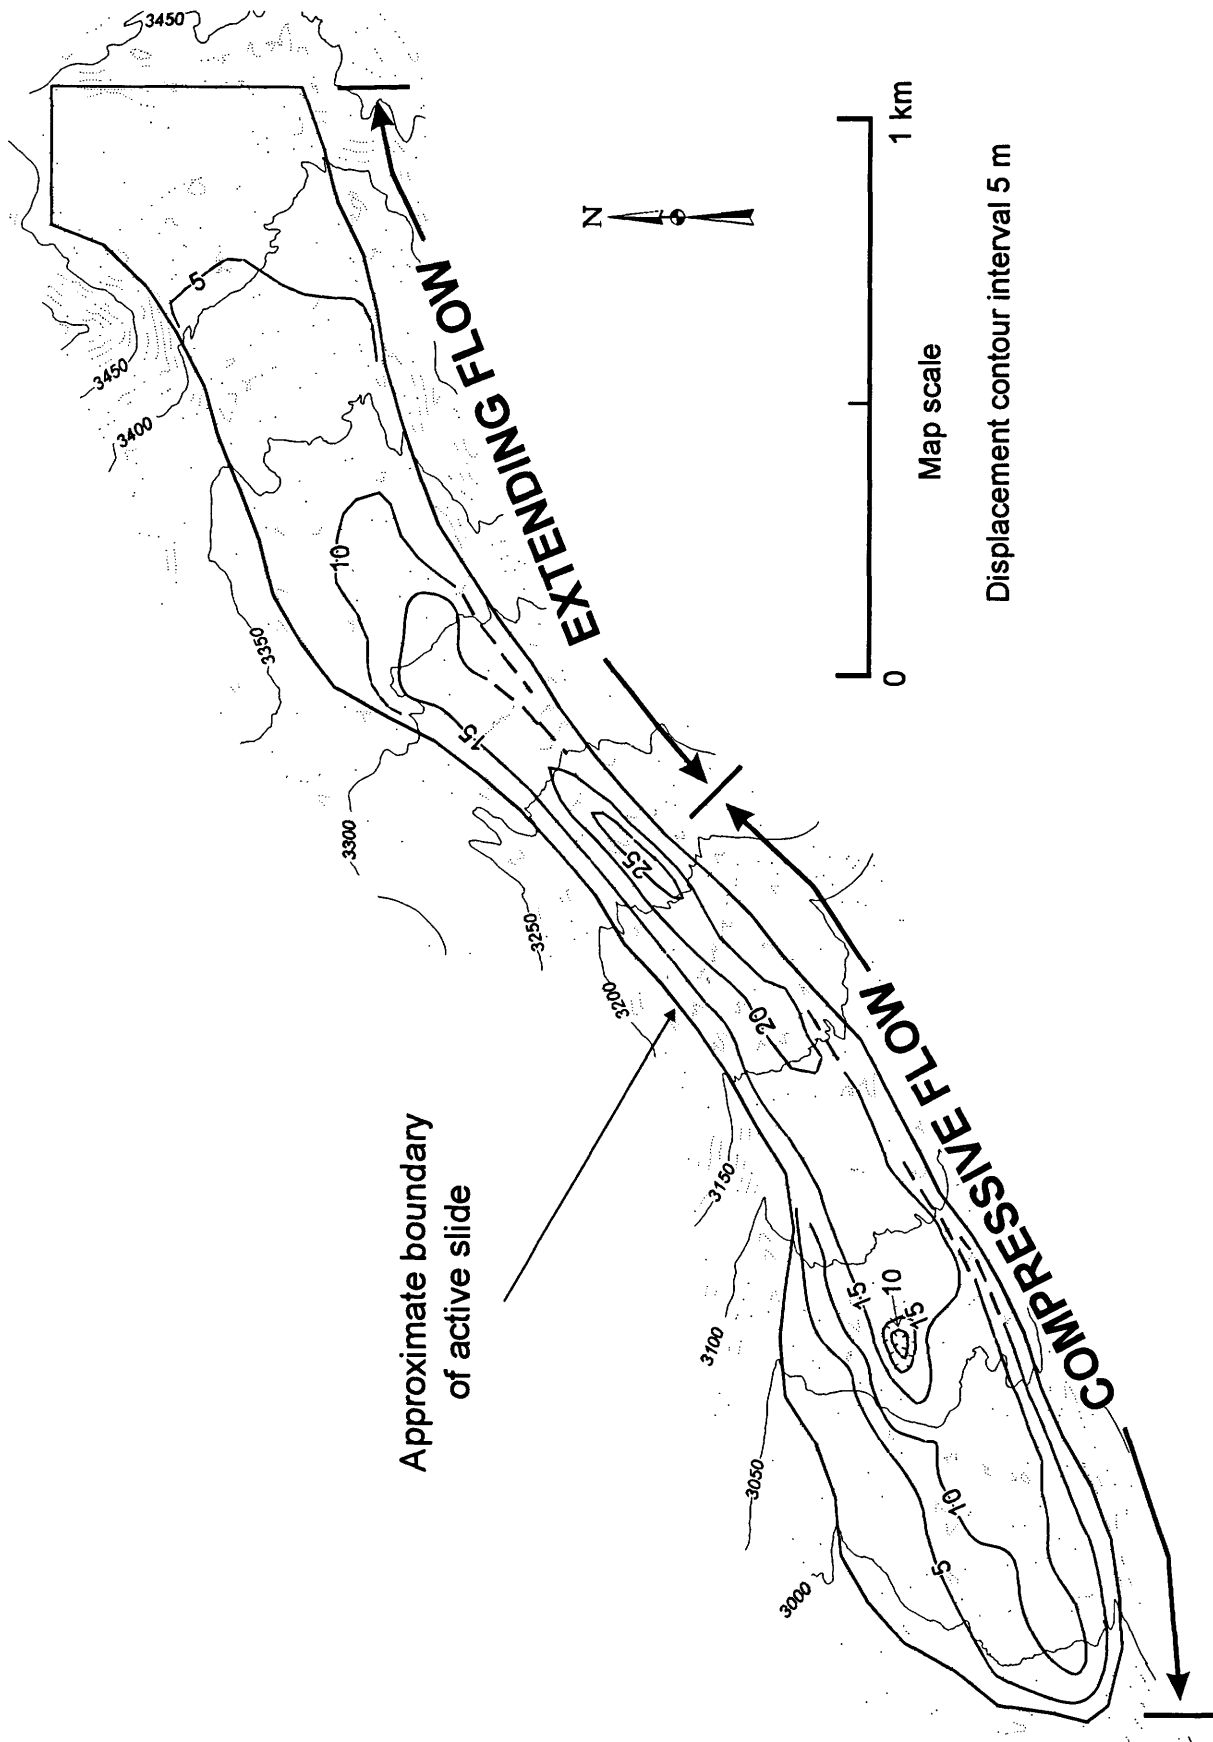 3450
3450
3400
5
3350
10
3300
15
25
3250
3200
20
3150
3100
15
10
15
3050
10
5
3000
EXTENDING FLOW
COMPRESSIVE FLOW
Approximate boundary
of active slide
N
0
1 km
Map scale
Displacement contour interval 5 m